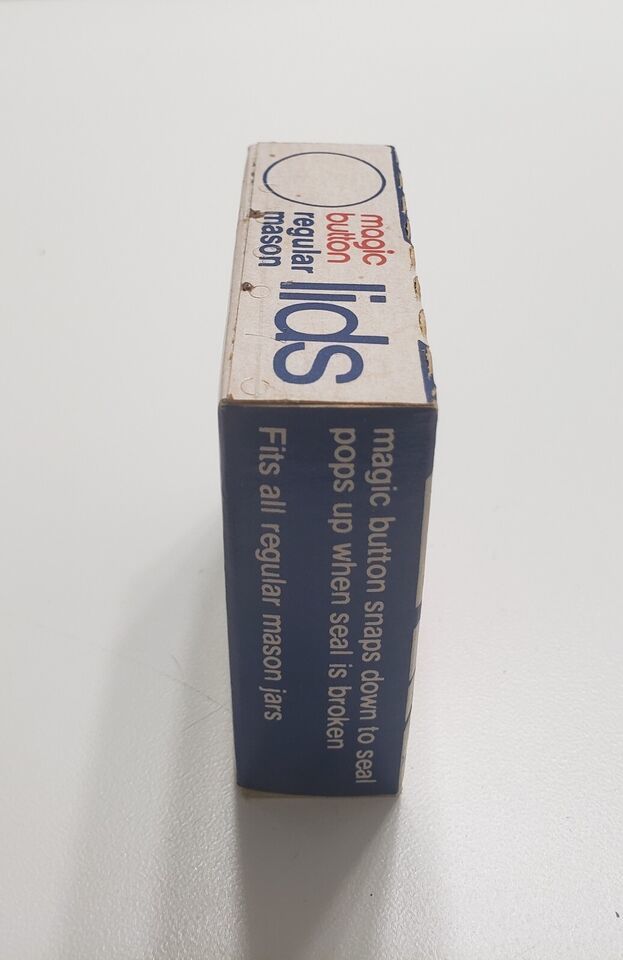 magic
button
regular
mason
lids
magic button snaps down to seal
pops up when seal is broken
Fits all regular mason jars